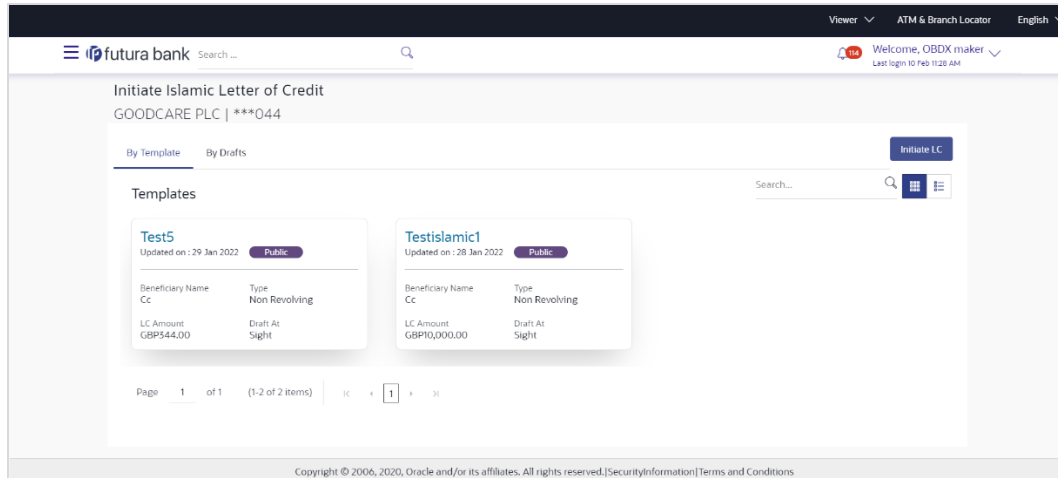 Viewer ATM & Branch Locator English
futura bank Search ... 114 Welcome, OBDX maker
Last login 10 Feb 11:28 AM
Initiate Islamic Letter of Credit
GOODCARE PLC | ***044
By Template By Drafts Initiate LC
Templates Search...
Test5 Testislamic1
Updated on : 29 Jan 2022 Public Updated on : 28 Jan 2022 Public
Beneficiary Name Type Beneficiary Name Type
Cc Non Revolving Cc Non Revolving
LC Amount Draft At LC Amount Draft At
GBP344.00 Sight GBP10,000.00 Sight
Page 1 of 1 (1-2 of 2 items) 1
Copyright © 2006, 2020, Oracle and/or its affiliates. All rights reserved.|SecurityInformation|Terms and Conditions